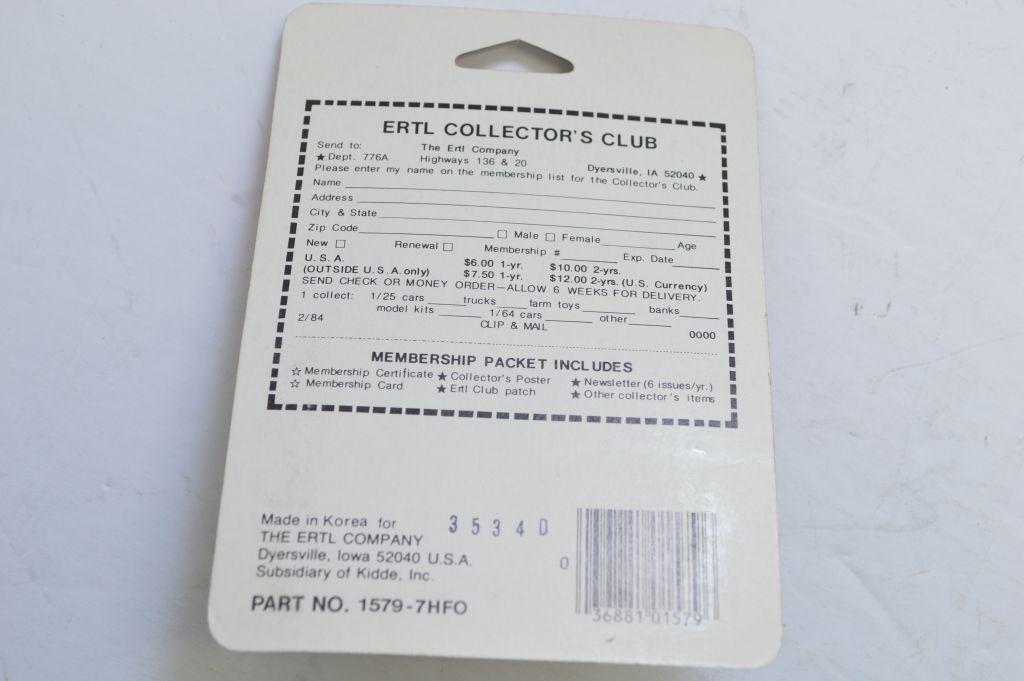 ERTL COLLECTOR'S CLUB
Send to: The Ertl Company
★ Dept. 776A Highways 136 & 20 Dyersville, IA 52040 ★
Please enter my name on the membership list for the Collector's Club.
Name
Address
City & State
Zip Code □ Male □ Female Age
New □ Renewal □ Membership # Exp. Date
U.S.A. $6.00 1-yr. $10.00 2-yrs.
(OUTSIDE U.S.A. only) $7.50 1-yr. $12.00 2-yrs. (U.S. Currency)
SEND CHECK OR MONEY ORDER—ALLOW 6 WEEKS FOR DELIVERY.
1 collect: 1/25 cars trucks farm toys banks
model kits 1/64 cars other
2/84 CLIP & MAIL 0000
MEMBERSHIP PACKET INCLUDES
☆ Membership Certificate ★ Collector's Poster ★ Newsletter (6 issues/yr.)
☆ Membership Card ★ Ertl Club patch ★ Other collector's items
Made in Korea for 35340
THE ERTL COMPANY
Dyersville, Iowa 52040 U.S.A.
Subsidiary of Kidde, Inc.
PART NO. 1579-7HFO
0 36881 01579